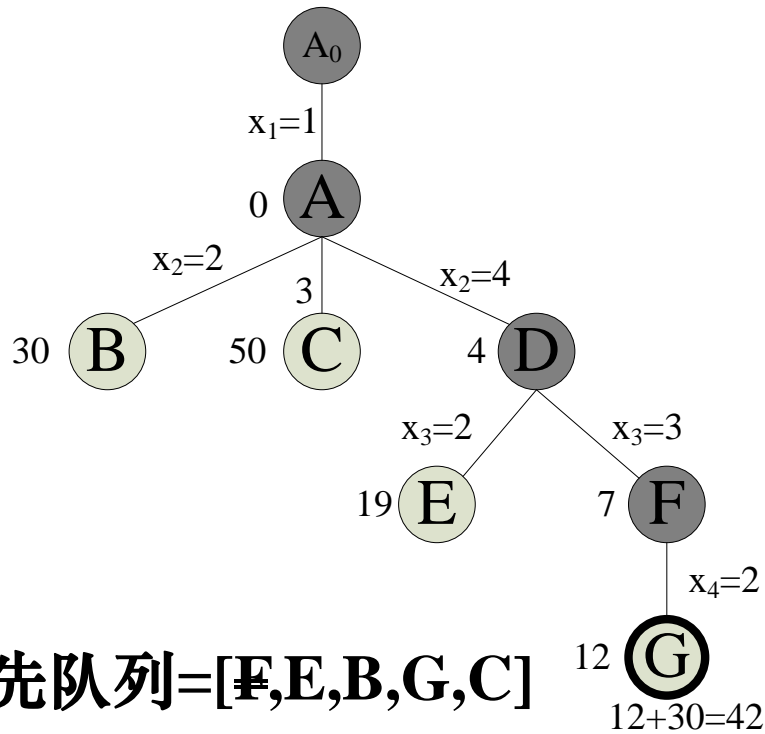 A₀
x₁=1
0 A
x₂=2 3 x₂=4
30 B 50 C 4 D
x₃=2 x₃=3
19 E 7 F
x₄=2
先队列=[F,E,B,G,C] 12 G
12+30=42